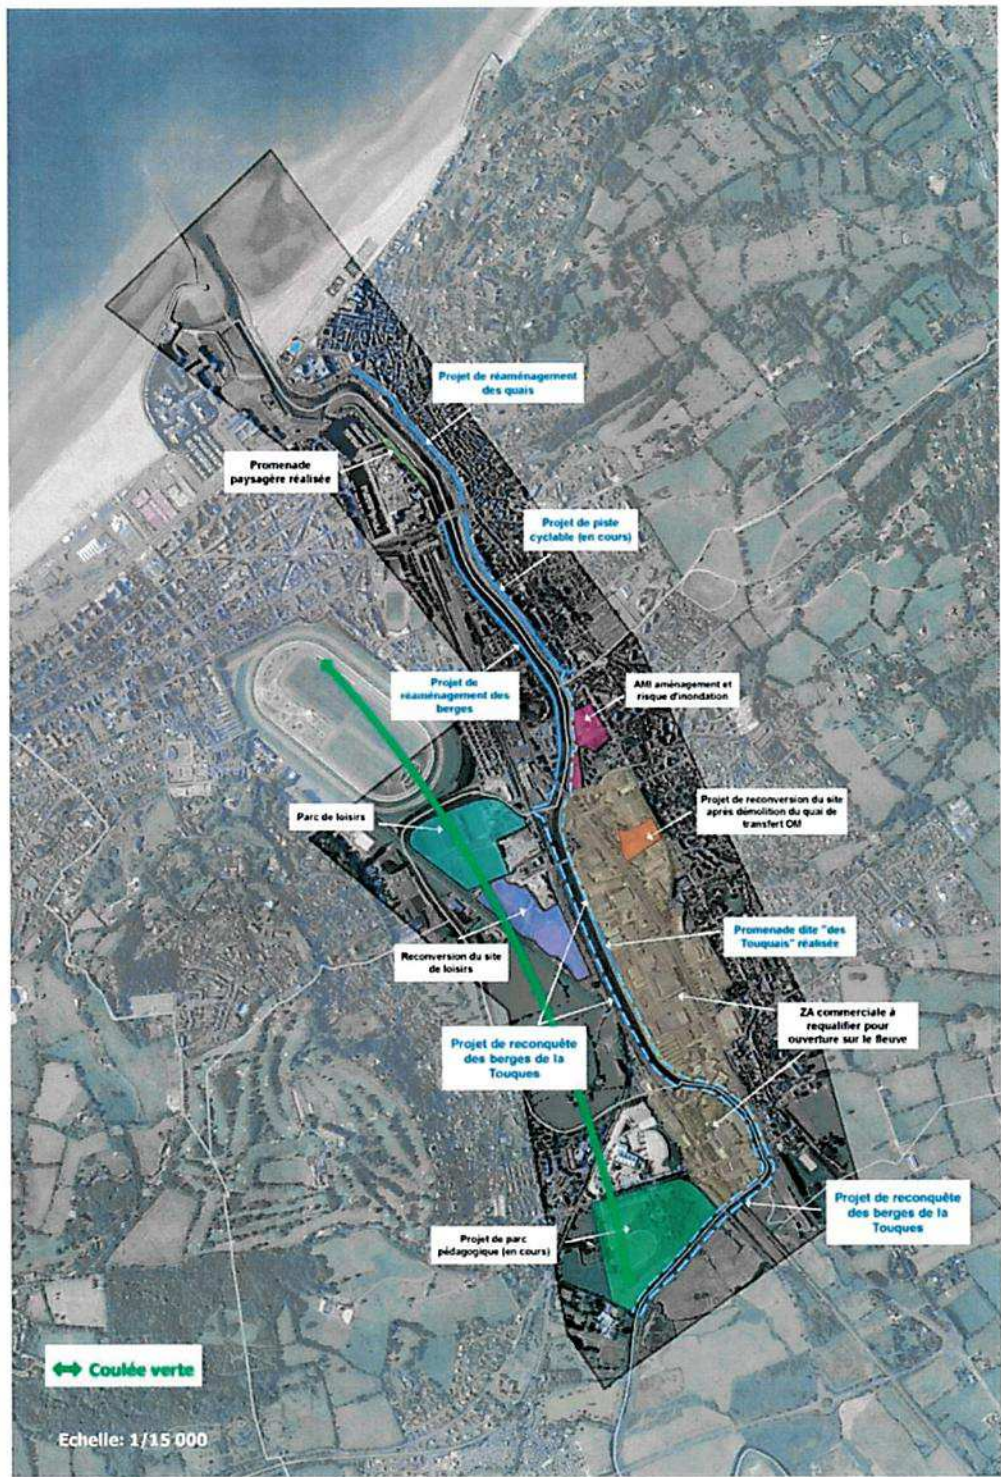 Projet de réaménagement
des quais
Promenade
paysagère réalisée
Projet de piste
cyclable (en cours)
Projet de
réaménagement des
berges
AMI aménagement et
risque d'inondation
Parc de loisirs
Projet de reconversion du site
après démolition du quai de
transfert OM
Reconversion du site
de loisirs
Promenade dite "des
Touquais" réalisée
ZA commerciale à
requalifier pour
ouverture sur le fleuve
Projet de reconquête
des berges de la
Touques
Projet de parc
pédagogique (en cours)
Projet de reconquête
des berges de la
Touques
Coulée verte
Echelle: 1/15 000